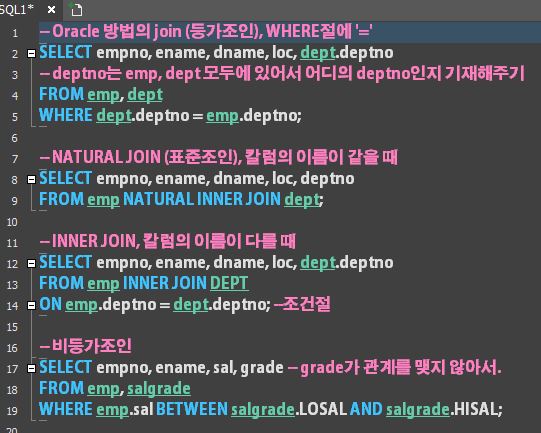 SQL1*
1 -- Oracle 방법의 join (등가조인), WHERE절에 '='
2 SELECT empno, ename, dname, loc, dept.deptno
3 -- deptno는 emp, dept 모두에 있어서 어디의 deptno인지 기재해주기
4 FROM emp, dept
5 WHERE dept.deptno = emp.deptno;
6
7 -- NATURAL JOIN (표준조인), 칼럼의 이름이 같을 때
8 SELECT empno, ename, dname, loc, deptno
9 FROM emp NATURAL INNER JOIN dept;
10
11 -- INNER JOIN, 칼럼의 이름이 다를 때
12 SELECT empno, ename, dname, loc, dept.deptno
13 FROM emp INNER JOIN DEPT
14 ON emp.deptno = dept.deptno; --조건절
15
16 -- 비등가조인
17 SELECT empno, ename, sal, grade -- grade가 관계를 맺지 않아서.
18 FROM emp, salgrade
19 WHERE emp.sal BETWEEN salgrade.LOSAL AND salgrade.HISAL;
20